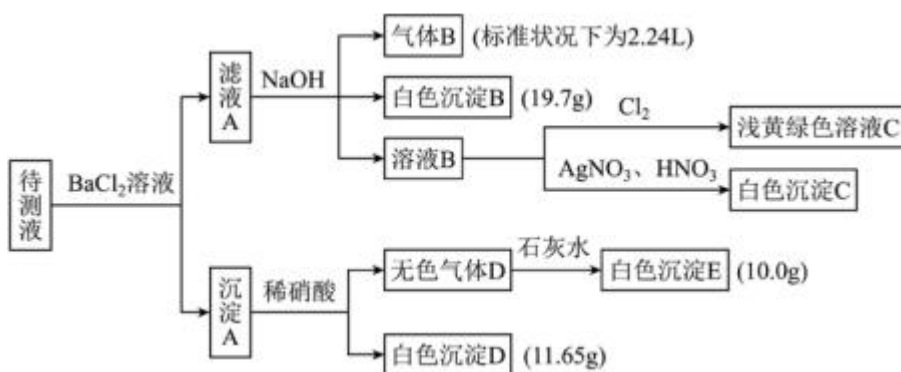 气体B (标准状况下为2.24L)
滤液A
NaOH
白色沉淀B (19.7g)
Cl₂
浅黄绿色溶液C
溶液B
AgNO₃、HNO₃
白色沉淀C
待测液
BaCl₂溶液
石灰水
无色气体D
白色沉淀E (10.0g)
沉淀A
稀硝酸
白色沉淀D (11.65g)